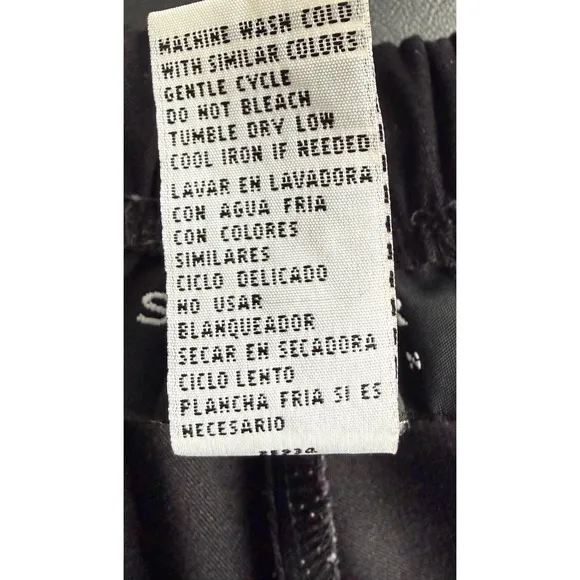 MACHINE WASH COLD
WITH SIMILAR COLORS
GENTLE CYCLE
DO NOT BLEACH
TUMBLE DRY LOW
COOL IRON IF NEEDED
LAVAR EN LAVADORA
CON AGUA FRIA
CON COLORES
SIMILARES
CICLO DELICADO
NO USAR
BLANQUEADOR
SECAR EN SECADORA
CICLO LENTO
PLANCHA FRIA SI ES
NECESARIO